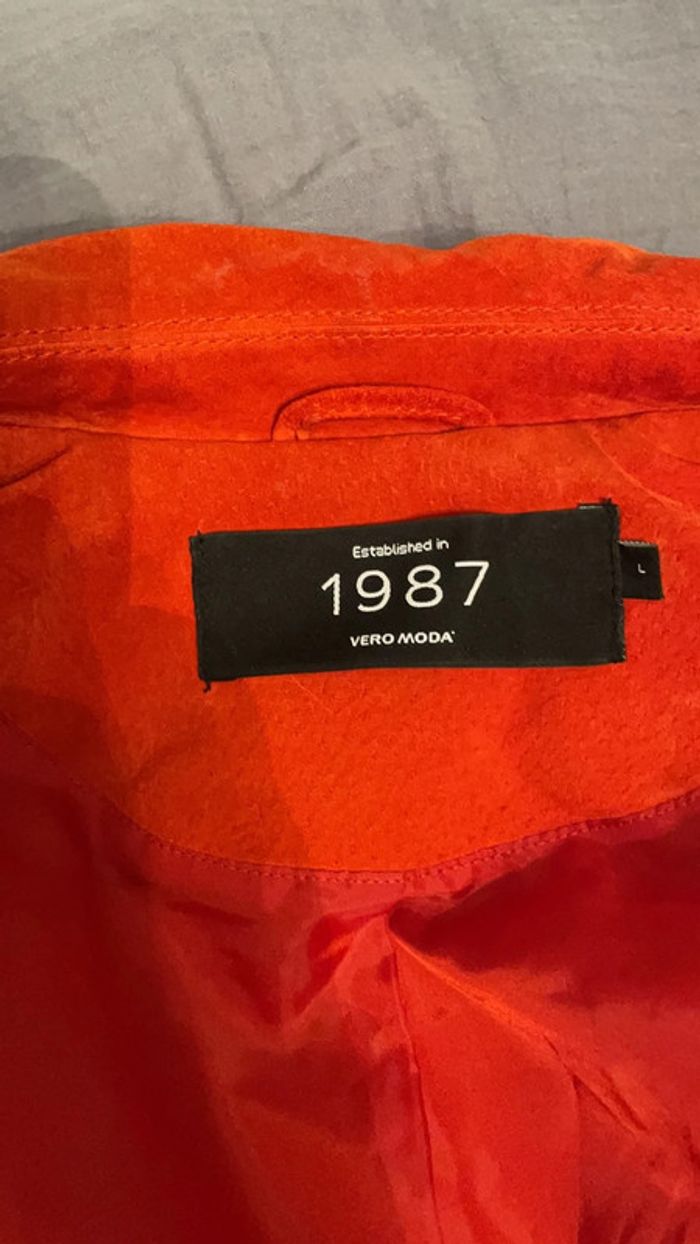 Established in
1987
VERO MODA
L